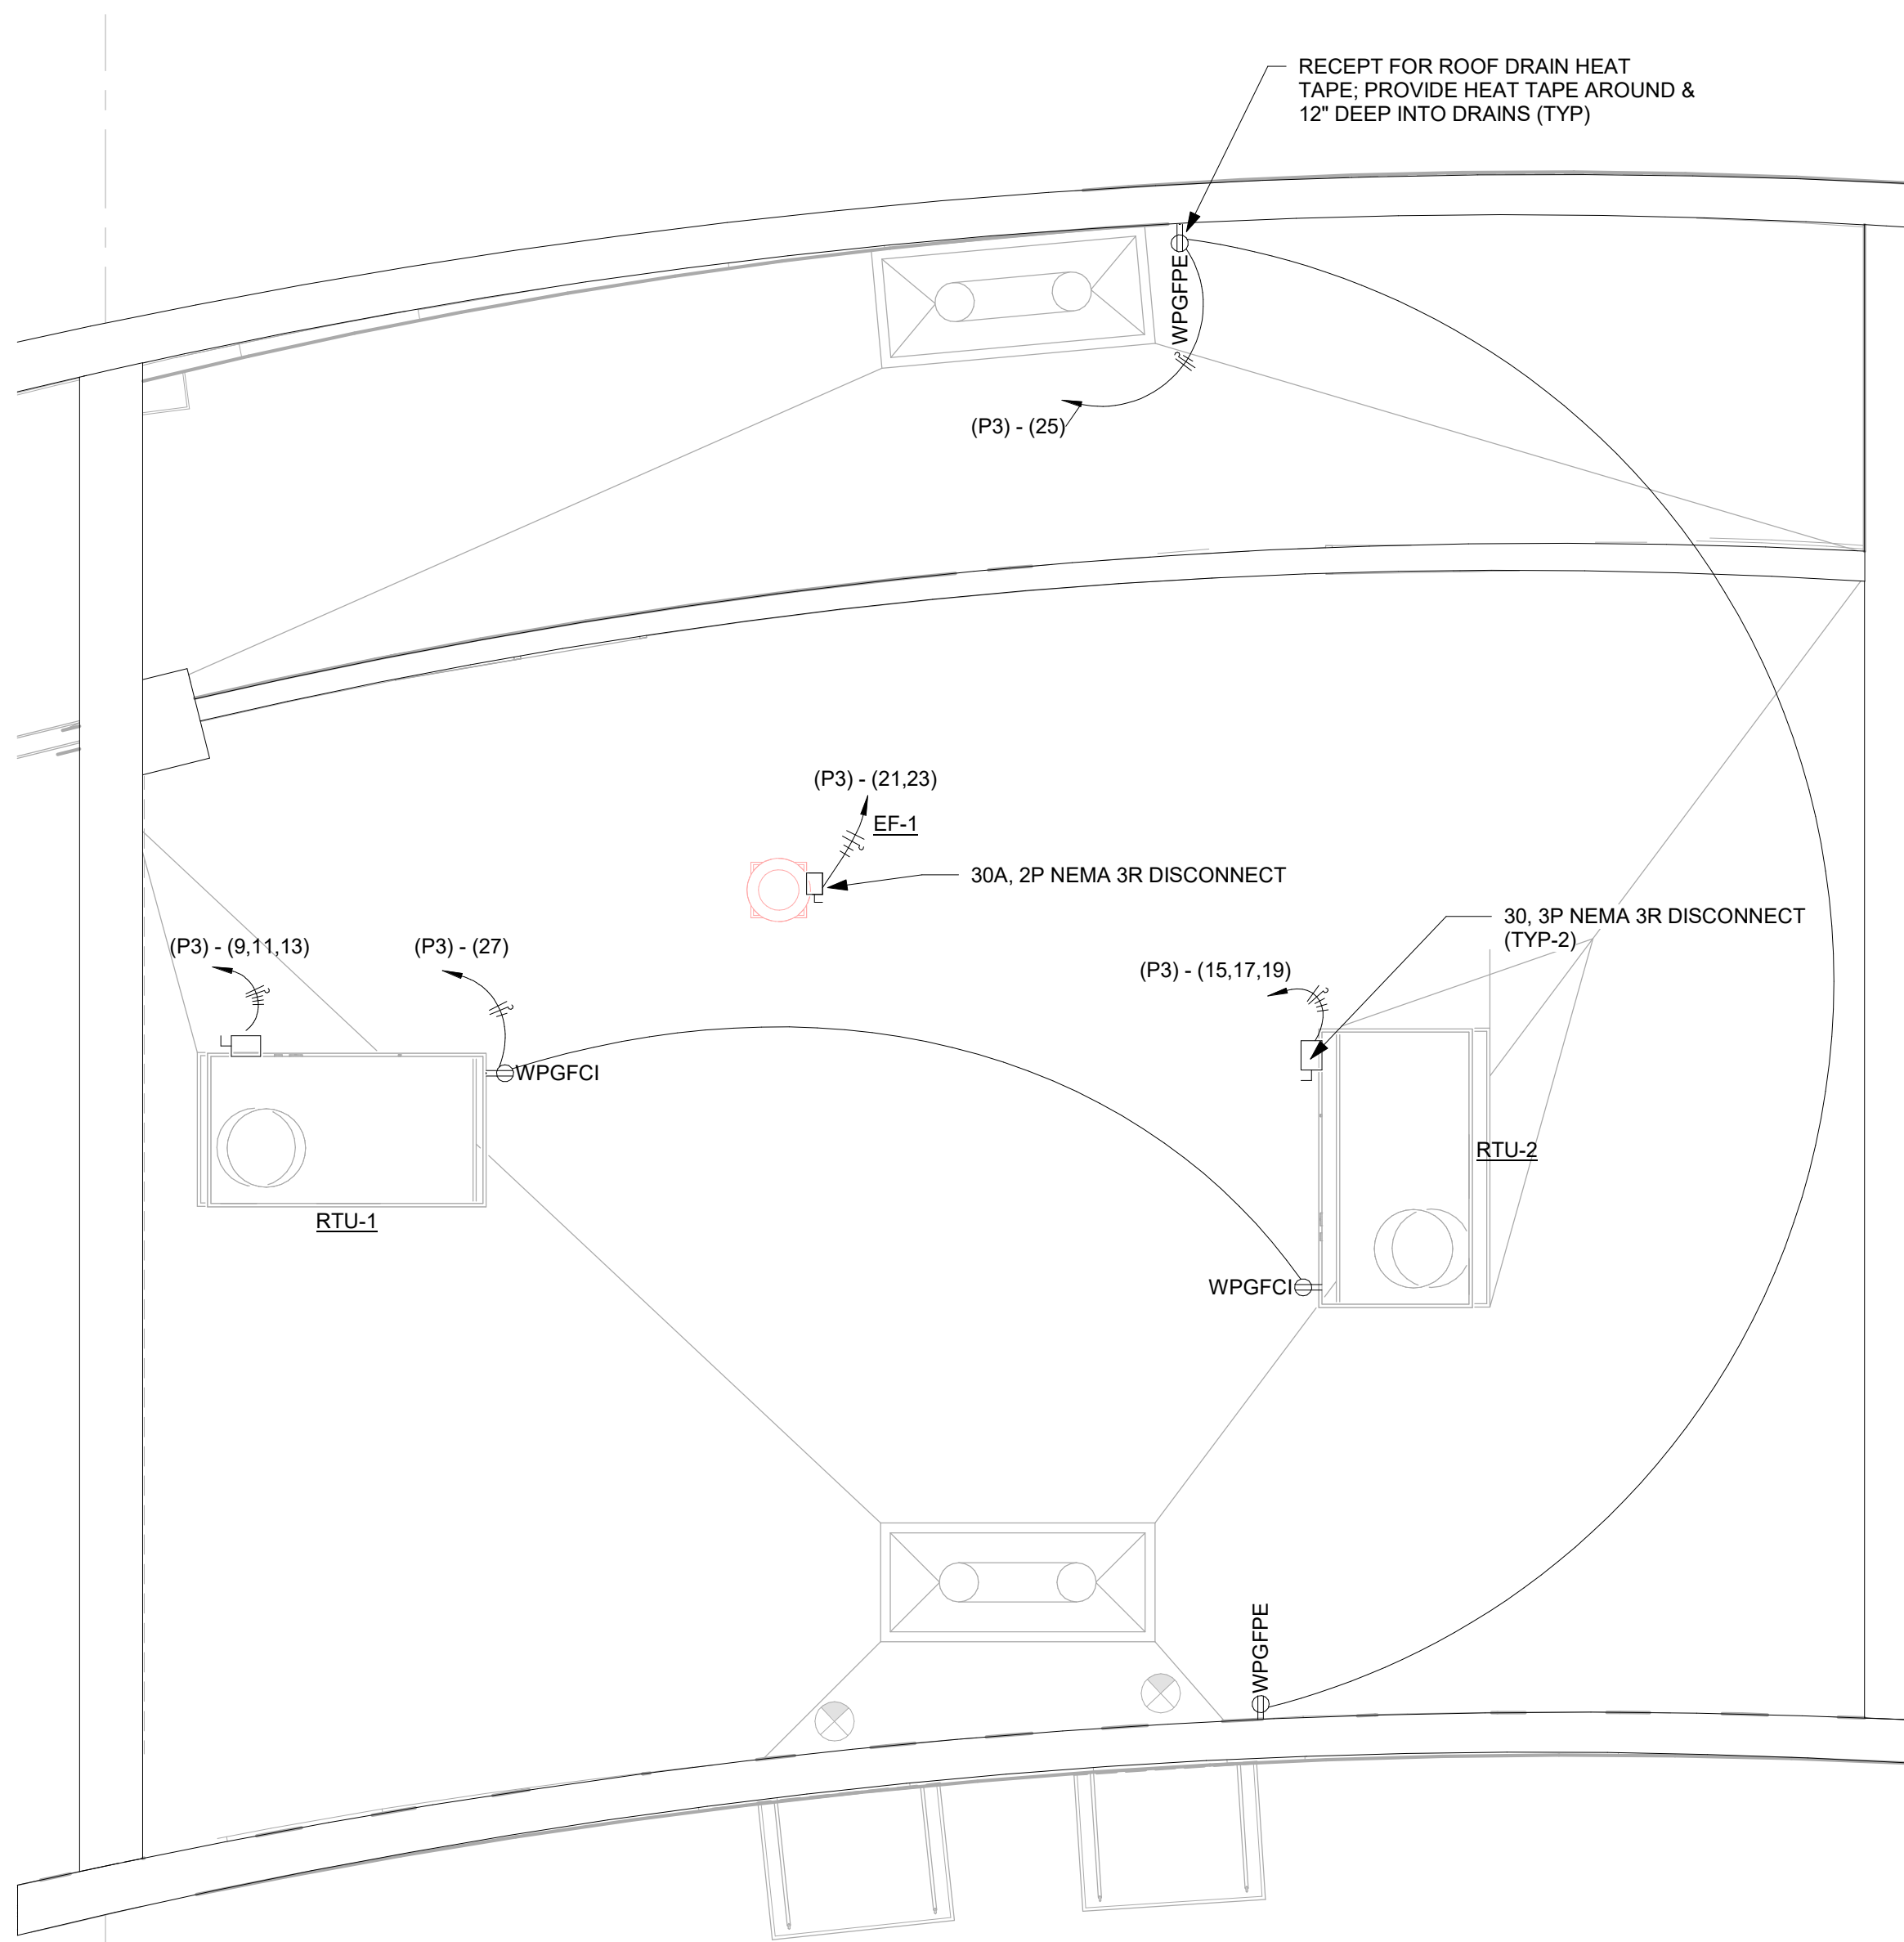 RECEPT FOR ROOF DRAIN HEAT
TAPE; PROVIDE HEAT TAPE AROUND &
12" DEEP INTO DRAINS (TYP)
WPGFPE
(P3) - (25)
(P3) - (21,23)
EF-1
30A, 2P NEMA 3R DISCONNECT
30, 3P NEMA 3R DISCONNECT
(TYP-2)
(P3) - (9,11,13)
(P3) - (27)
(P3) - (15,17,19)
WPGFCI
RTU-2
RTU-1
WPGFCI
WPGFPE